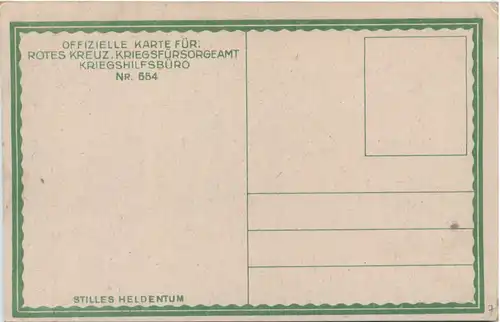 OFFIZIELLE KARTE FÜR:
ROTES KREUZ, KRIEGSFÜRSORGEAMT
KRIEGSHILFSBÜRO
NR. 554
STILLES HELDENTUM